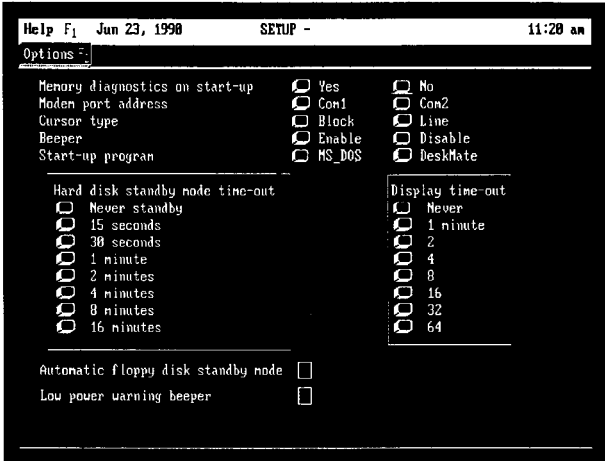 Help F1 Jun 23, 1990 SETUP - 11:20 am
Options F2
Memory diagnostics on start-up Yes No
Modem port address Com1 Com2
Cursor type Block Line
Beeper Enable Disable
Start-up program MS_DOS DeskMate
Hard disk standby mode time-out Display time-out
Never standby Never
15 seconds 1 minute
30 seconds 2
1 minute 4
2 minutes 8
4 minutes 16
8 minutes 32
16 minutes 64
Automatic floppy disk standby mode
Low power warning beeper